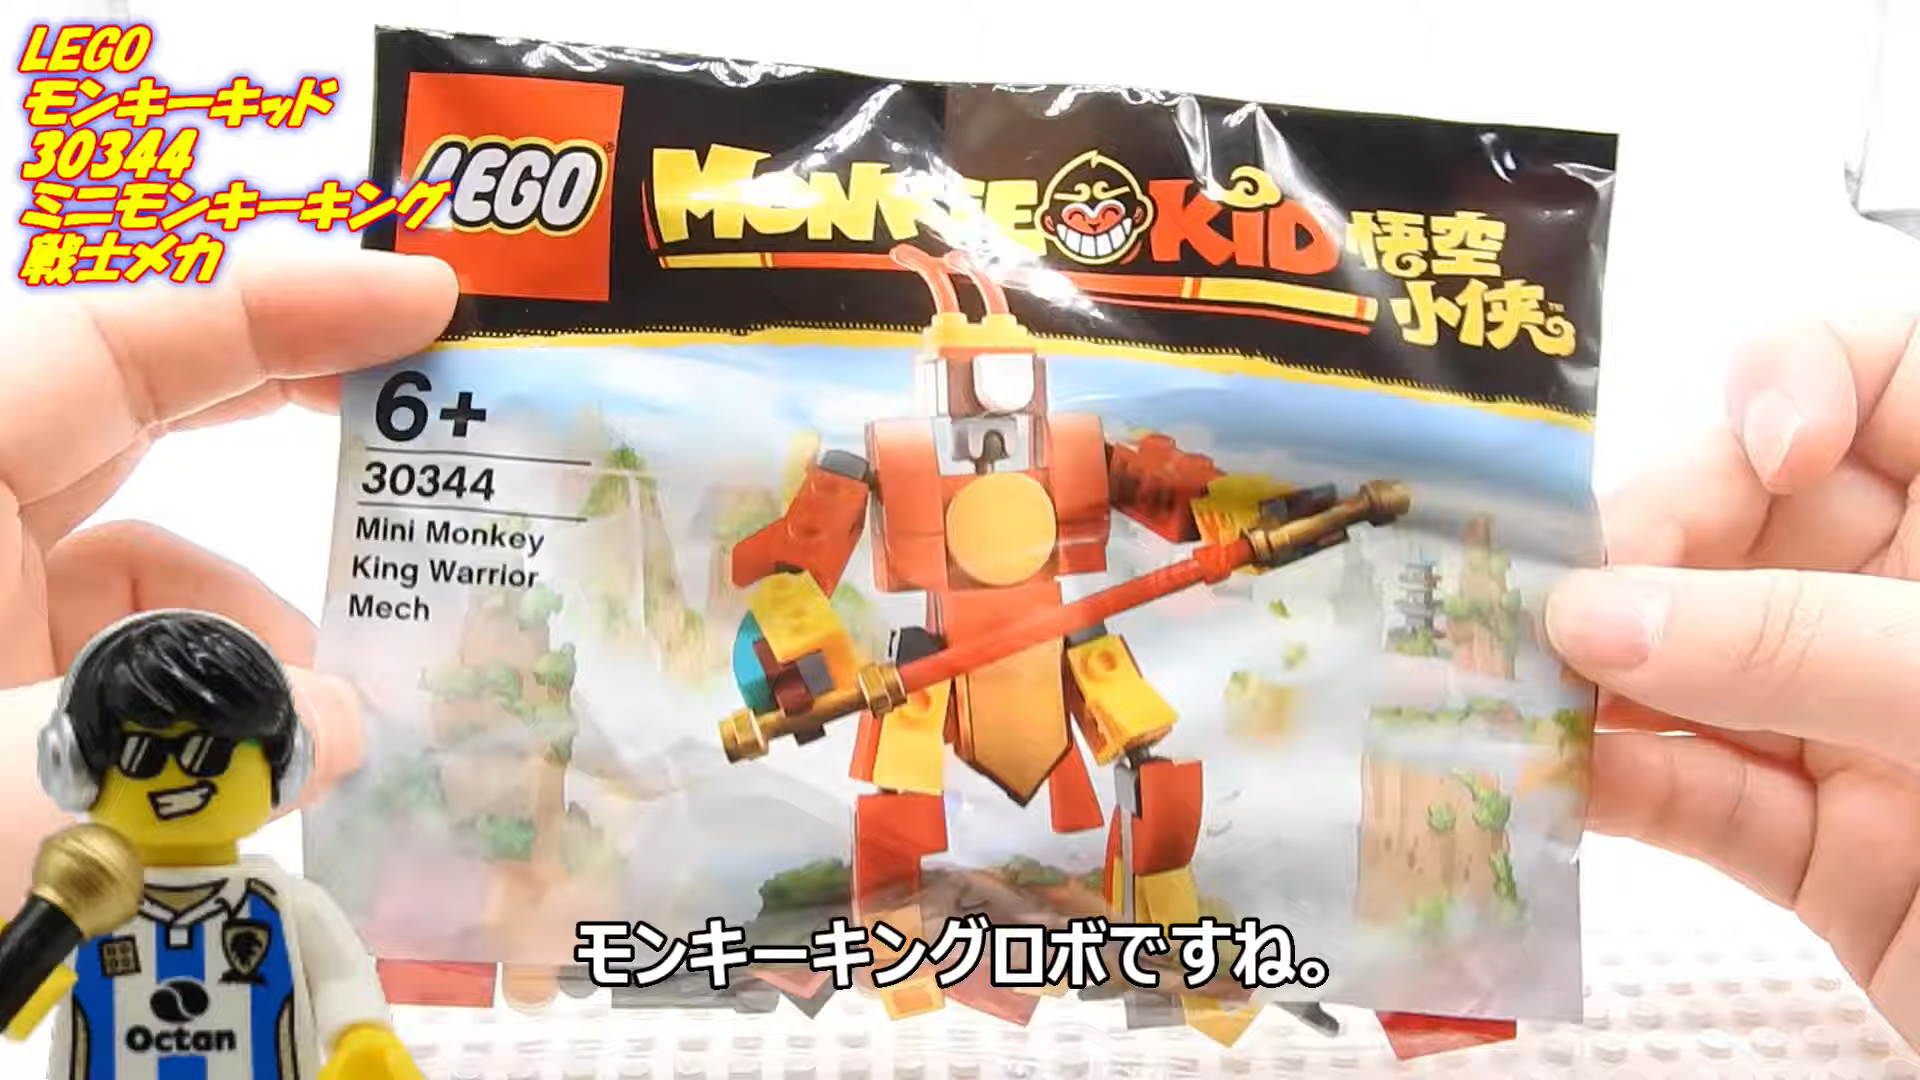 LEGO
モンキーキッド
30344
ミニモンキーキング
戦士メカ
LEGO
MONKIE KID
悟空
小侠
6+
30344
Mini Monkey
King Warrior
Mech
Octan
モンキーキングロボですね。